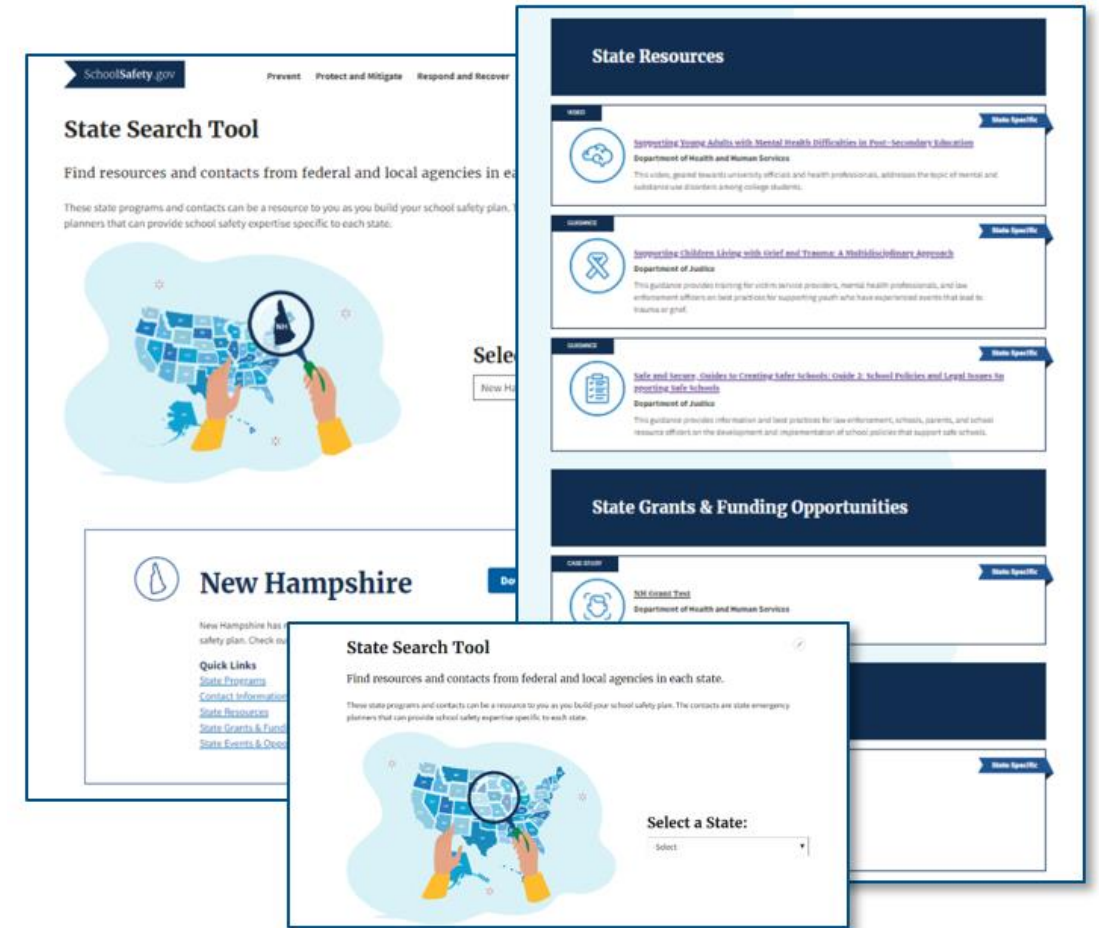 SchoolSafety.gov
Prevent Protect and Mitigate Respond and Recover
State Search Tool
Find resources and contacts from federal and local agencies in ea
These state programs and contacts can be a resource to you as you build your school safety plan. T
planners that can provide school safety expertise specific to each state.
NH
Selec
New Ha
New Hampshire
Dov
New Hampshire has
safety plan. Check ou
Quick Links
State Programs
Contact Information
State Resources
State Grants & Fundi
State Events & Oppo
State Resources
VIDEO
State Specific
Supporting Young Adults with Mental Health Difficulties in Post-Secondary Education
Department of Health and Human Services
This video, geared towards university officials and health professionals, addresses the topic of mental and
substance use disorders among college students.
GUIDANCE
State Specific
Supporting Children Living with Grief and Trauma: A Multidisciplinary Approach
Department of Justice
This guidance provides training for victim service providers, mental health professionals, and law
enforcement officers on best practices for supporting youth who have experienced events that lead to
trauma or grief.
GUIDANCE
State Specific
Safe and Secure, Guides to Creating Safer Schools: Guide 2: School Policies and Legal Issues Su
pporting Safe Schools
Department of Justice
This guidance provides information and best practices for law enforcement, schools, parents, and school
resource officers on the development and implementation of school policies that support safe schools.
State Grants & Funding Opportunities
CASE STUDY
State Specific
NH Grant Test
Department of Health and Human Services
State Specific
State Search Tool
Find resources and contacts from federal and local agencies in each state.
These state programs and contacts can be a resource to you as you build your school safety plan. The contacts are state emergency
planners that can provide school safety expertise specific to each state.
Select a State:
- Select